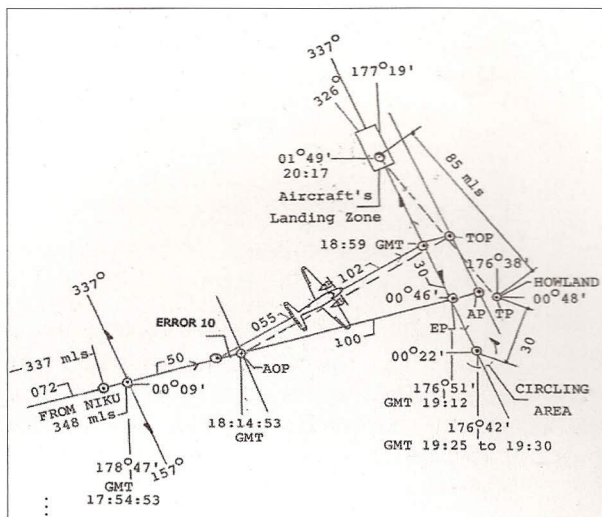 337°
177°19'
326°
01°49'
20:17
85 mls
Aircraft's
Landing Zone
18:59 GMT
TOP
176°38'
HOWLAND
337°
102
30
00°46'
AP TP
00°48'
ERROR 10
055
EP
337 mls
50
100
00°22'
30
072
00°09'
AOP
CIRCLING
AREA
FROM NIKU
348 mls
176°51'
GMT 19:12
18:14:53
GMT
176°42'
178°47'
157°
GMT 19:25 to 19:30
GMT
17:54:53